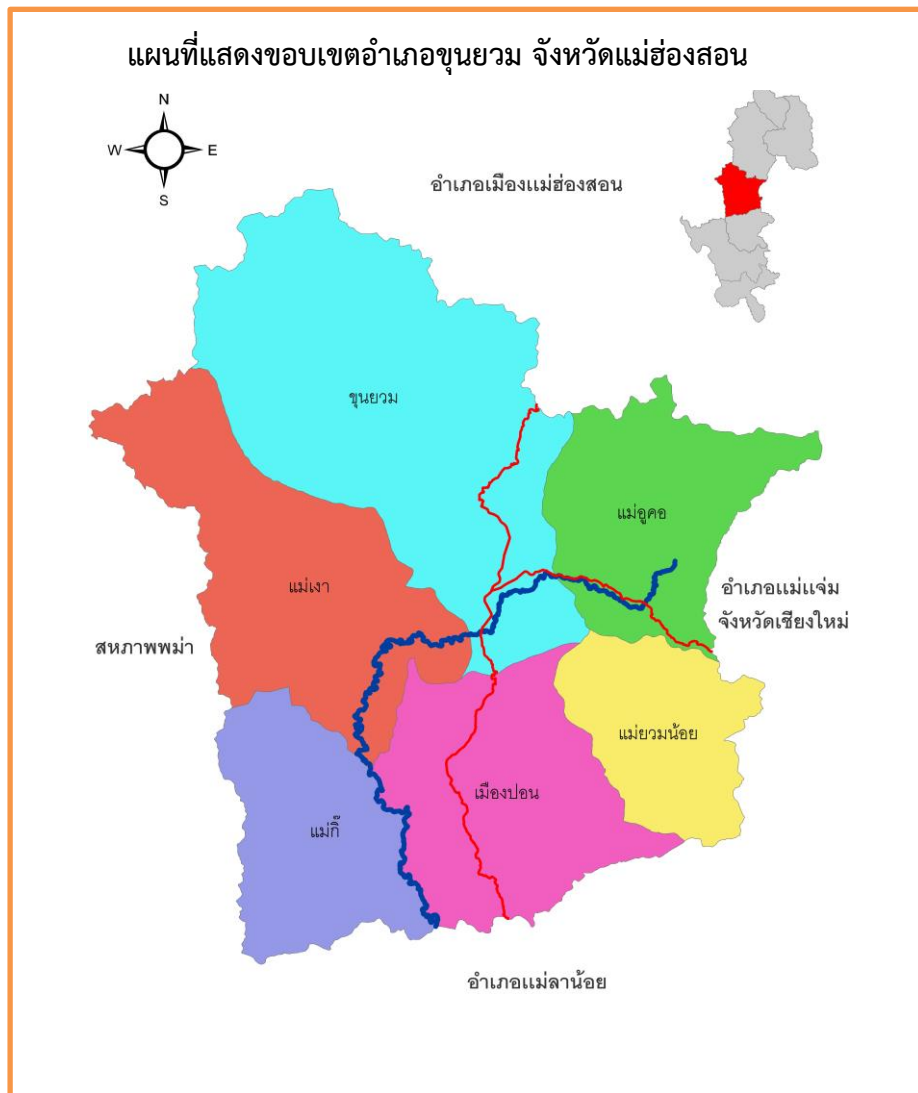 แผนที่แสดงขอบเขตอำเภอขุนยวม จังหวัดแม่ฮ่องสอน
N
W E
S
อำเภอเมืองแม่ฮ่องสอน
ขุนยวม
แม่อูคอ
แม่เงา
อำเภอแม่แจ่ม
จังหวัดเชียงใหม่
สหภาพพม่า
แม่ยวมน้อย
เมืองปอน
แม่กิ๊
อำเภอแม่ลาน้อย